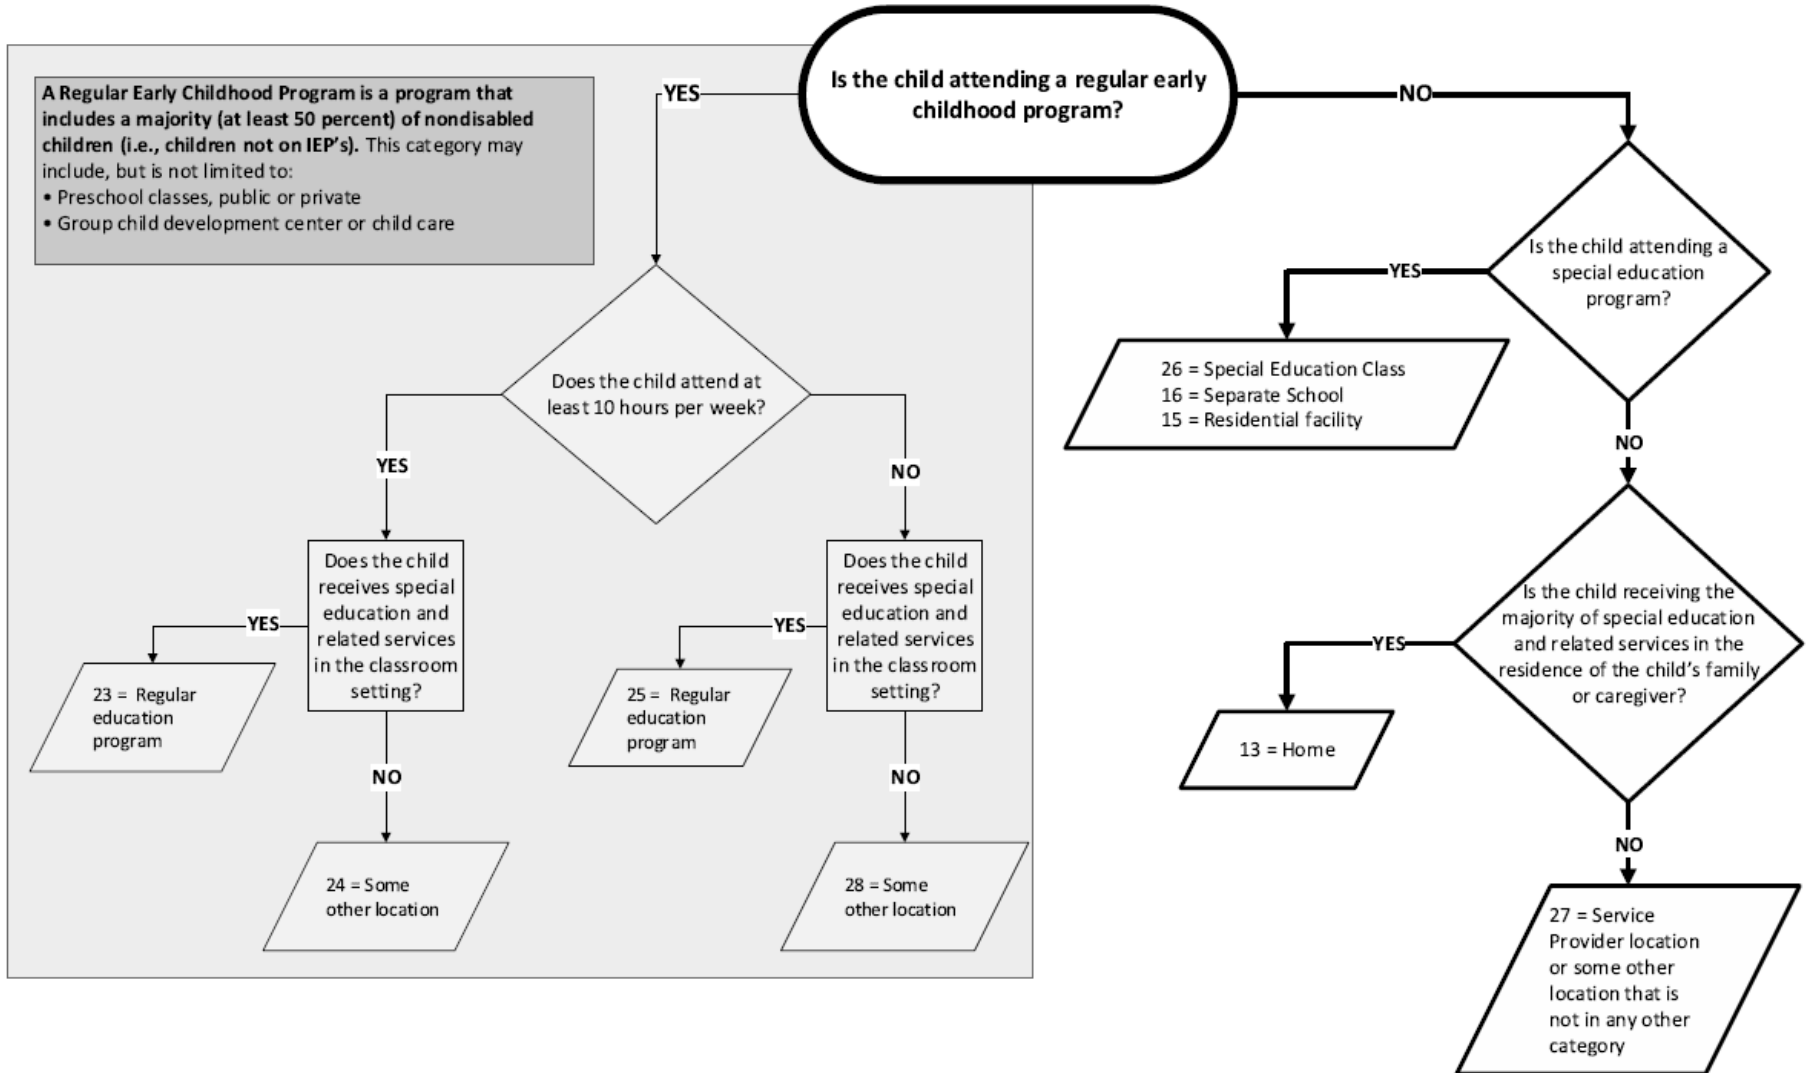 Is the child attending a regular early
childhood program?
YES
NO
A Regular Early Childhood Program is a program that
includes a majority (at least 50 percent) of nondisabled
children (i.e., children not on IEP’s). This category may
include, but is not limited to:
• Preschool classes, public or private
• Group child development center or child care
Does the child attend at
least 10 hours per week?
YES
NO
Does the child
receives special
education and
related services
in the classroom
setting?
YES
23 = Regular
education
program
NO
24 = Some
other location
Does the child
receives special
education and
related services
in the classroom
setting?
YES
25 = Regular
education
program
NO
28 = Some
other location
Is the child attending a
special education
program?
YES
26 = Special Education Class
16 = Separate School
15 = Residential facility
NO
Is the child receiving the
majority of special education
and related services in the
residence of the child’s family
or caregiver?
YES
13 = Home
NO
27 = Service
Provider location
or some other
location that is
not in any other
category